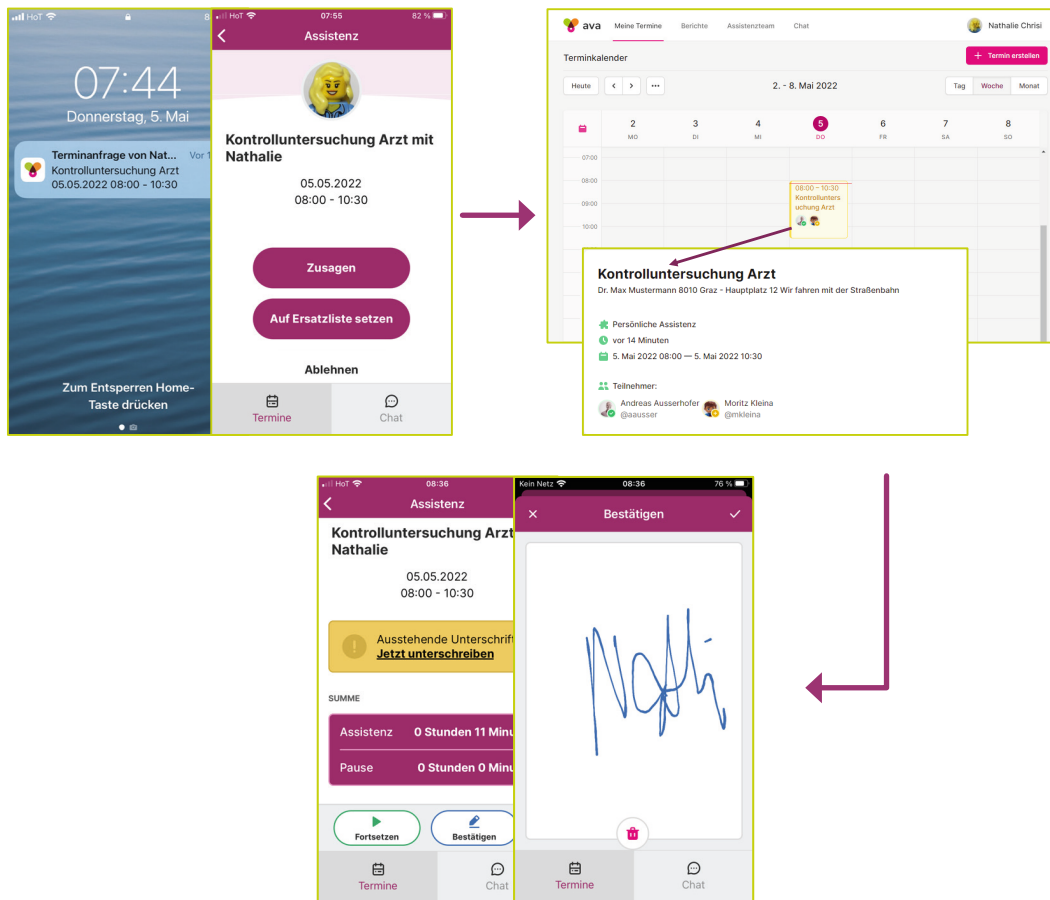 HoT
8
07:44
Donnerstag, 5. Mai
Terminanfrage von Nat... Vor 1
Kontrolluntersuchung Arzt
05.05.2022 08:00 - 10:30
Zum Entsperren Home-
Taste drücken
HoT 07:55 82 %
Assistenz
Kontrolluntersuchung Arzt mit
Nathalie
05.05.2022
08:00 - 10:30
Zusagen
Auf Ersatzliste setzen
Ablehnen
Termine Chat
ava Meine Termine Berichte Assistenzteam Chat Nathalie Chrisi
Terminkalender + Termin erstellen
Heute < > ••• 2. - 8. Mai 2022 Tag Woche Monat
2 3 4 5 6 7 8
MO DI MI DO FR SA SO
07:00
08:00
09:00
10:00
08:00 - 10:30
Kontrollunters
uchung Arzt
Kontrolluntersuchung Arzt
Dr. Max Mustermann 8010 Graz - Hauptplatz 12 Wir fahren mit der Straßenbahn
Persönliche Assistenz
vor 14 Minuten
5. Mai 2022 08:00 — 5. Mai 2022 10:30
Teilnehmer:
Andreas Ausserhofer Moritz Kleina
@aausser @mkleina
HoT 08:36
Assistenz
Kontrolluntersuchung Arzt
Nathalie
05.05.2022
08:00 - 10:30
Ausstehende Unterschrift
Jetzt unterschreiben
SUMME
Assistenz 0 Stunden 11 Minu
Pause 0 Stunden 0 Minu
Fortsetzen Bestätigen
Termine Chat
Kein Netz 08:36 76 %
Bestätigen
Termine Chat